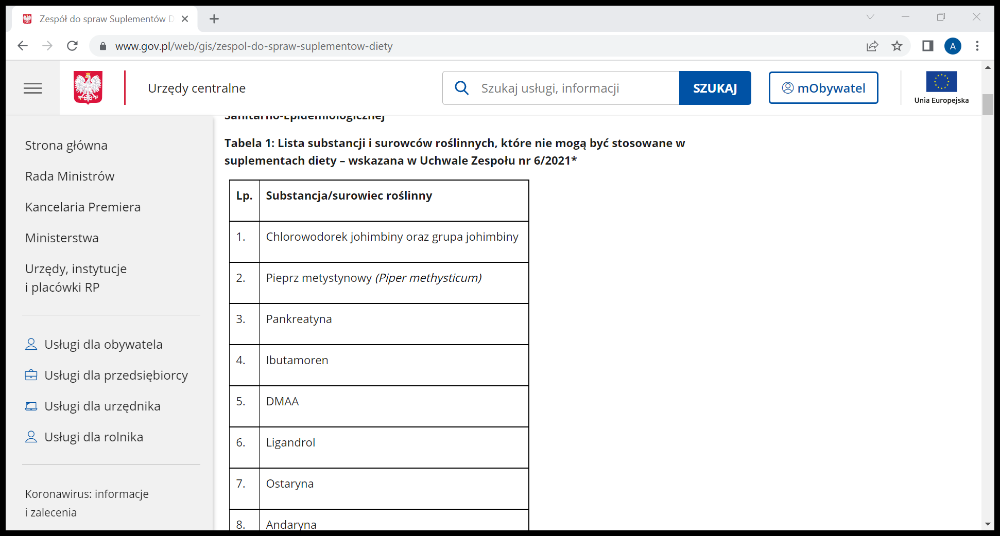 Zespół do spraw Suplementów D
www.gov.pl/web/gis/zespol-do-spraw-suplementow-diety
A
Urzędy centralne
Szukaj usługi, informacji
SZUKAJ
mObywatel
Unia Europejska
Strona główna
Rada Ministrów
Kancelaria Premiera
Ministerstwa
Urzędy, instytucje
i placówki RP
Usługi dla obywatela
Usługi dla przedsiębiorcy
Usługi dla urzędnika
Usługi dla rolnika
Koronawirus: informacje
i zalecenia
Sanitarno-Epidemiologicznej
Tabela 1: Lista substancji i surowców roślinnych, które nie mogą być stosowane w
suplementach diety – wskazana w Uchwale Zespołu nr 6/2021*
Lp. Substancja/surowiec roślinny
1. Chlorowodorek johimbiny oraz grupa johimbiny
2. Pieprz metystynowy (Piper methysticum)
3. Pankreatyna
4. Ibutamoren
5. DMAA
6. Ligandrol
7. Ostaryna
8. Andaryna